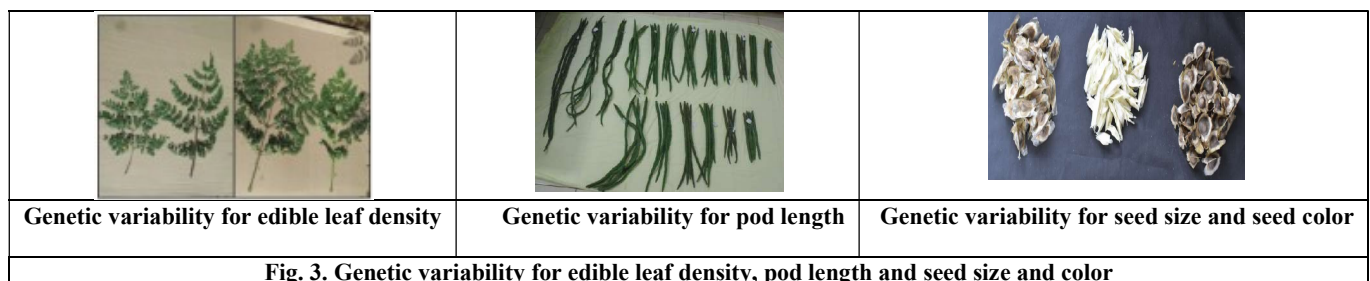 Genetic variability for edible leaf density
Genetic variability for pod length
Genetic variability for seed size and seed color
Fig. 3. Genetic variability for edible leaf density, pod length and seed size and color